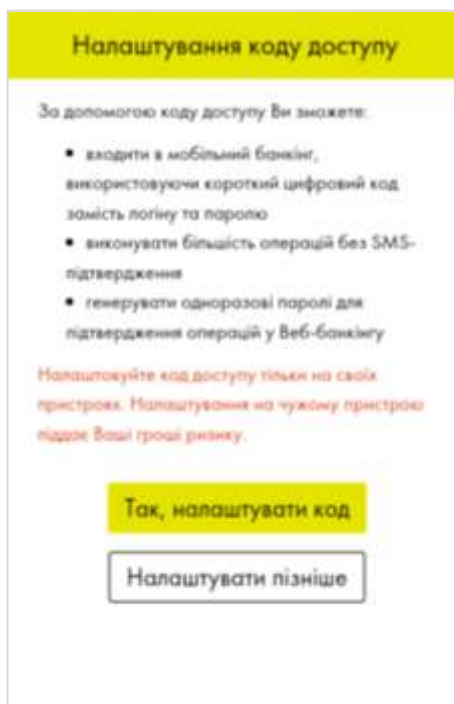 Налаштування коду доступу
За допомогою коду доступу Ви зможете:
• входити в мобільний банкінг,
використовуючи короткий цифровий код
замість логіну та паролю
• виконувати більшість операцій без SMS-
підтвердження
• генерувати одноразові паролі для
підтвердження операцій у Веб-банкінгу
Налаштовуйте код доступу тільки на своїх
пристроях. Налаштування на чужому пристрою
піддає Ваші гроші ризику.
Так, налаштувати код
Налаштувати пізніше